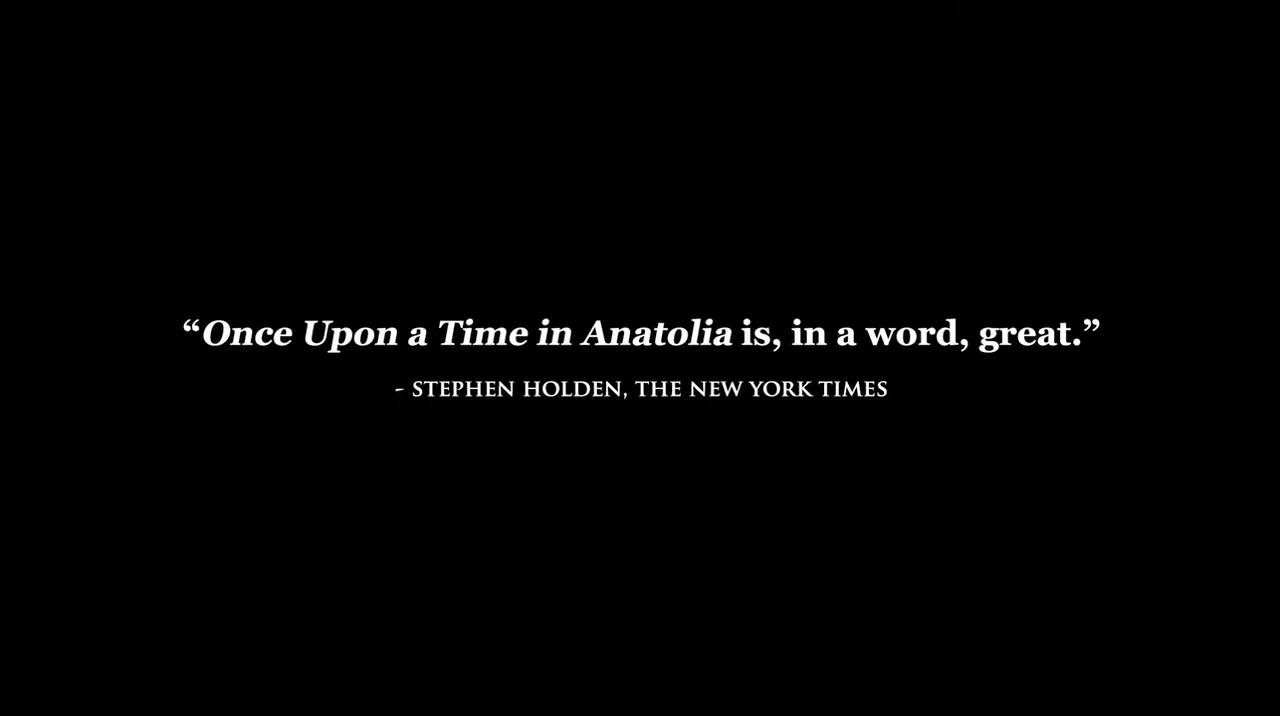 “Once Upon a Time in Anatolia is, in a word, great.”
- STEPHEN HOLDEN, THE NEW YORK TIMES